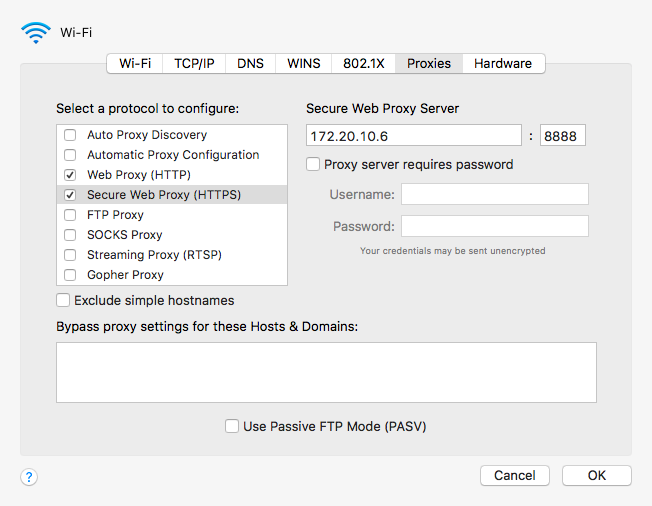 Wi-Fi
Wi-Fi TCP/IP DNS WINS 802.1X Proxies Hardware
Select a protocol to configure:
Auto Proxy Discovery
Automatic Proxy Configuration
Web Proxy (HTTP)
Secure Web Proxy (HTTPS)
FTP Proxy
SOCKS Proxy
Streaming Proxy (RTSP)
Gopher Proxy
Exclude simple hostnames
Secure Web Proxy Server
172.20.10.6 : 8888
Proxy server requires password
Username:
Password:
Your credentials may be sent unencrypted
Bypass proxy settings for these Hosts & Domains:
Use Passive FTP Mode (PASV)
? Cancel OK